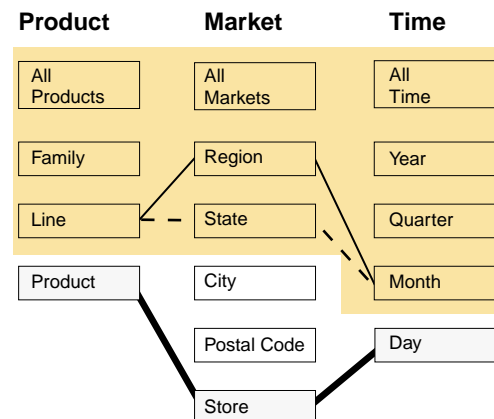 Product
Market
Time
All
Products
All
Markets
All
Time
Family
Region
Year
Line
State
Quarter
Product
City
Month
Postal Code
Day
Store